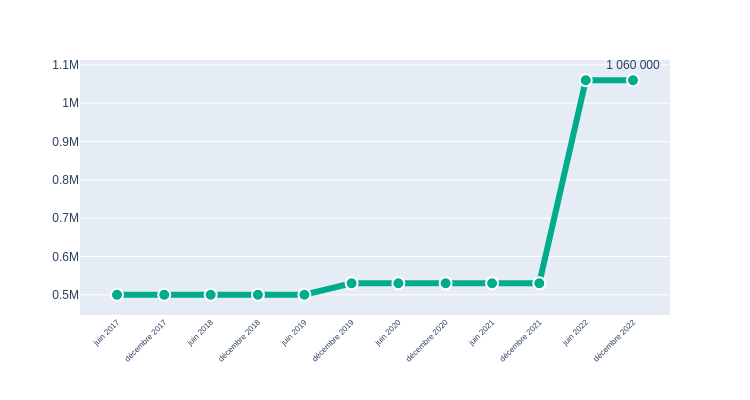 1 060 000
1.1M
1M
0.9M
0.8M
0.7M
0.6M
0.5M
juin 2017
décembre 2017
juin 2018
décembre 2018
juin 2019
décembre 2019
juin 2020
décembre 2020
juin 2021
décembre 2021
juin 2022
décembre 2022